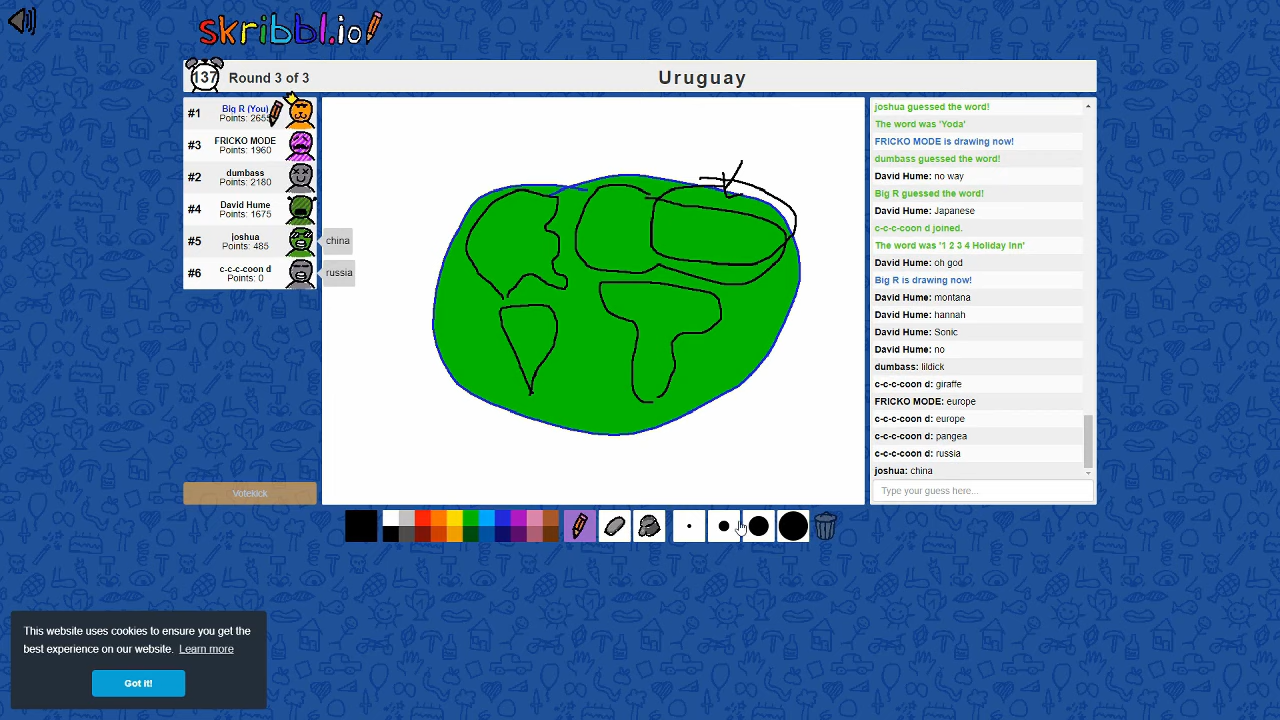 skribbl.io
137 Round 3 of 3
Uruguay
#1 Big R (You)
Points: 2655
#3 FRICKO MODE
Points: 1960
#2 dumbass
Points: 2180
#4 David Hume
Points: 1675
#5 joshua
Points: 485
china
#6 c-c-c-coon d
Points: 0
russia
Votekick
joshua guessed the word!
The word was 'Yoda'
FRICKO MODE is drawing now!
dumbass guessed the word!
David Hume: no way
Big R guessed the word!
David Hume: Japanese
c-c-c-coon d joined.
The word was '1 2 3 4 Holiday Inn'
David Hume: oh god
Big R is drawing now!
David Hume: montana
David Hume: hannah
David Hume: Sonic
David Hume: no
dumbass: lildick
c-c-c-coon d: giraffe
FRICKO MODE: europe
c-c-c-coon d: europe
c-c-c-coon d: pangea
c-c-c-coon d: russia
joshua: china
Type your guess here...
This website uses cookies to ensure you get the
best experience on our website. Learn more
Got it!